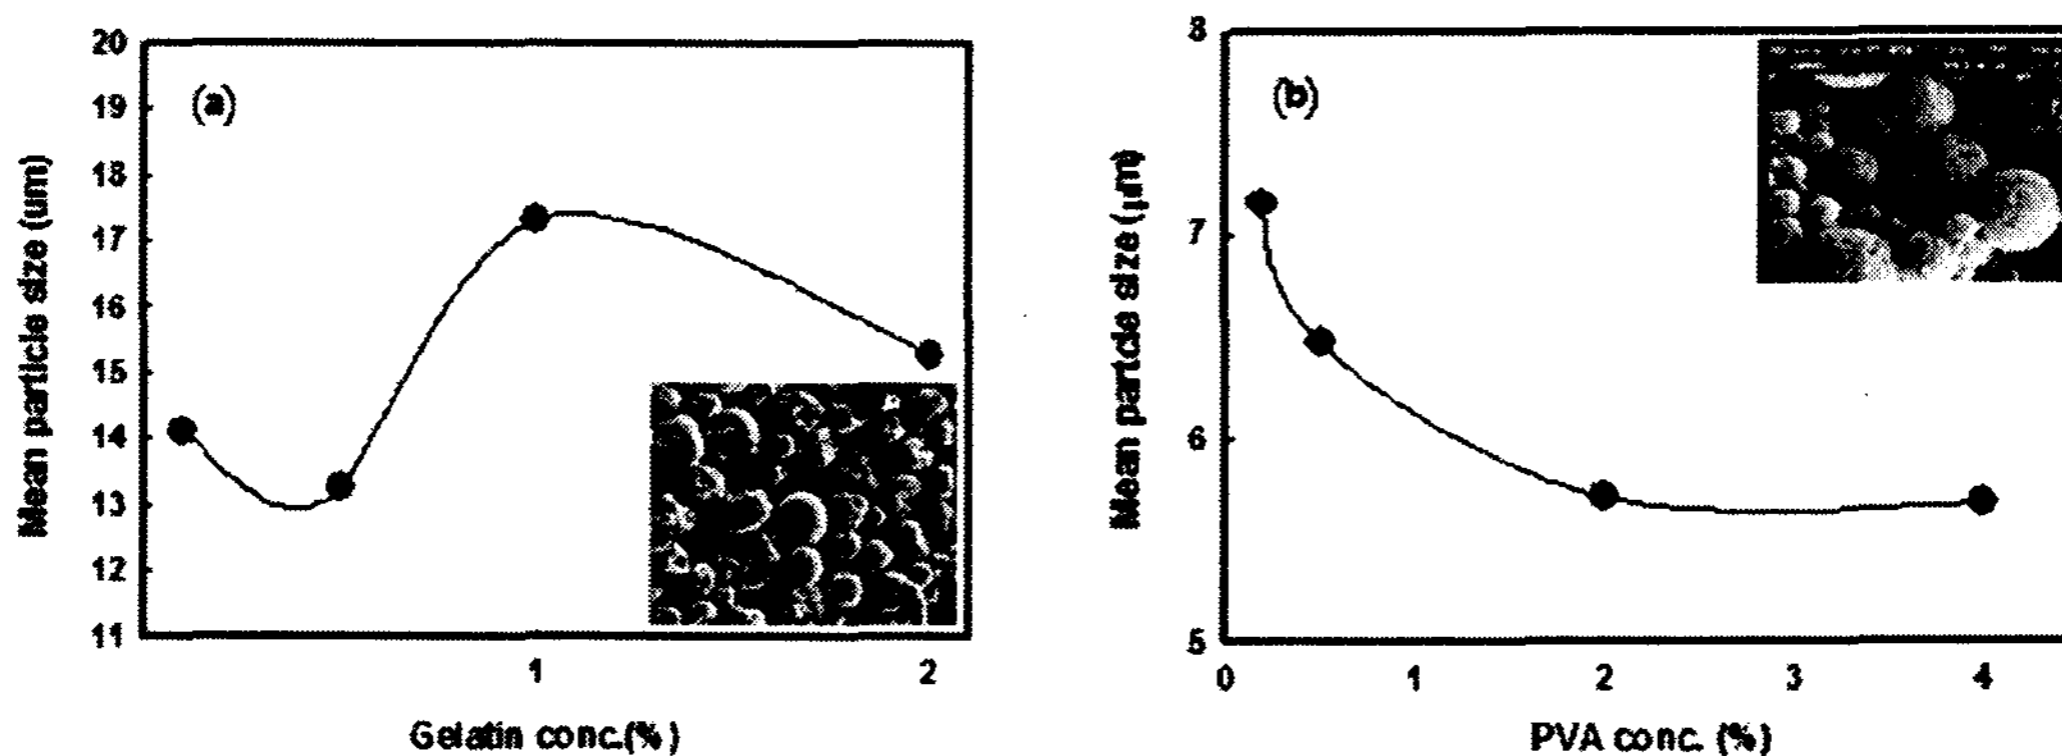 (a)
Mean particle size (um)
20
19
18
17
16
15
14
13
12
11
1 2
Gelatin conc.(%)
(b)
Mean particle size (μm)
8
7
6
5
0 1 2 3 4
PVA conc. (%)